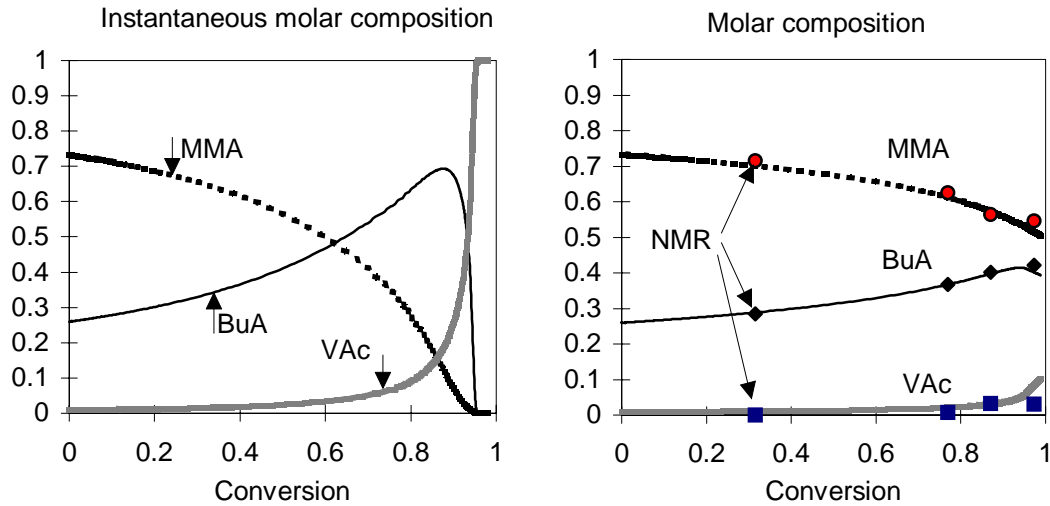 Instantaneous molar composition
1
0.9
0.8
0.7
0.6
0.5
0.4
0.3
0.2
0.1
0
MMA
BuA
VAc
0 0.2 0.4 0.6 0.8 1
Conversion
Molar composition
1
0.9
0.8
0.7
0.6
0.5
0.4
0.3
0.2
0.1
0
MMA
NMR
BuA
VAc
0 0.2 0.4 0.6 0.8 1
Conversion